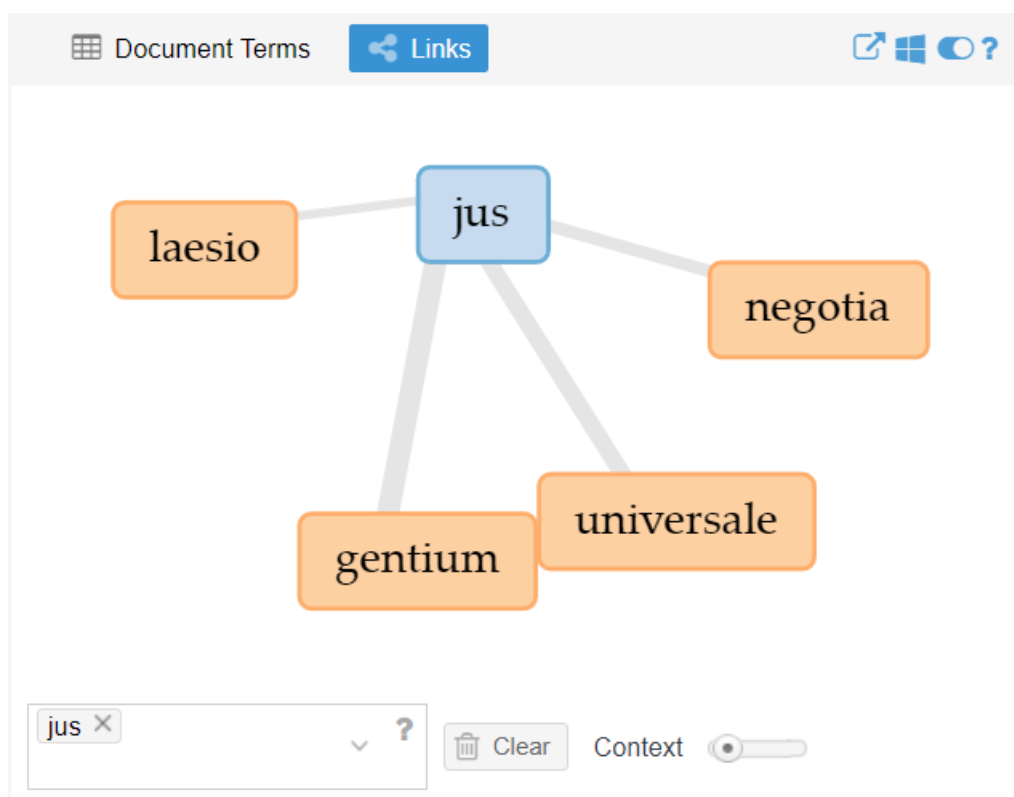 Document Terms Links ?
jus
laesio
negotia
universale
gentium
jus ?
Clear Context